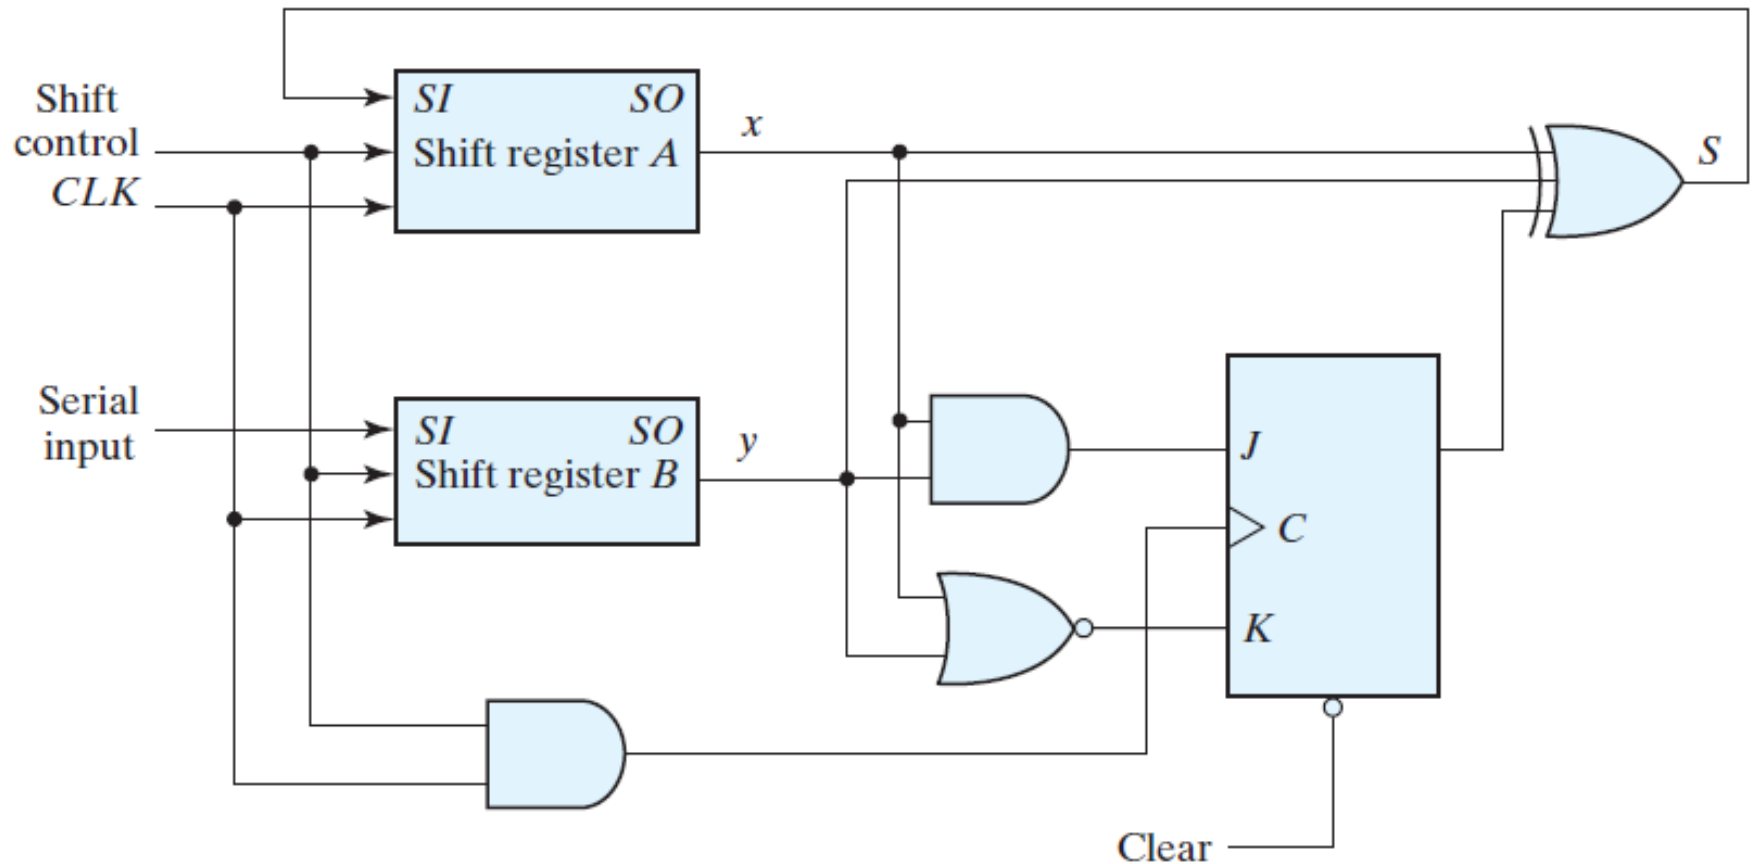 Shift
control
CLK
SI SO
Shift register A
x
S
Serial
input
SI SO
Shift register B
y
J
C
K
Clear